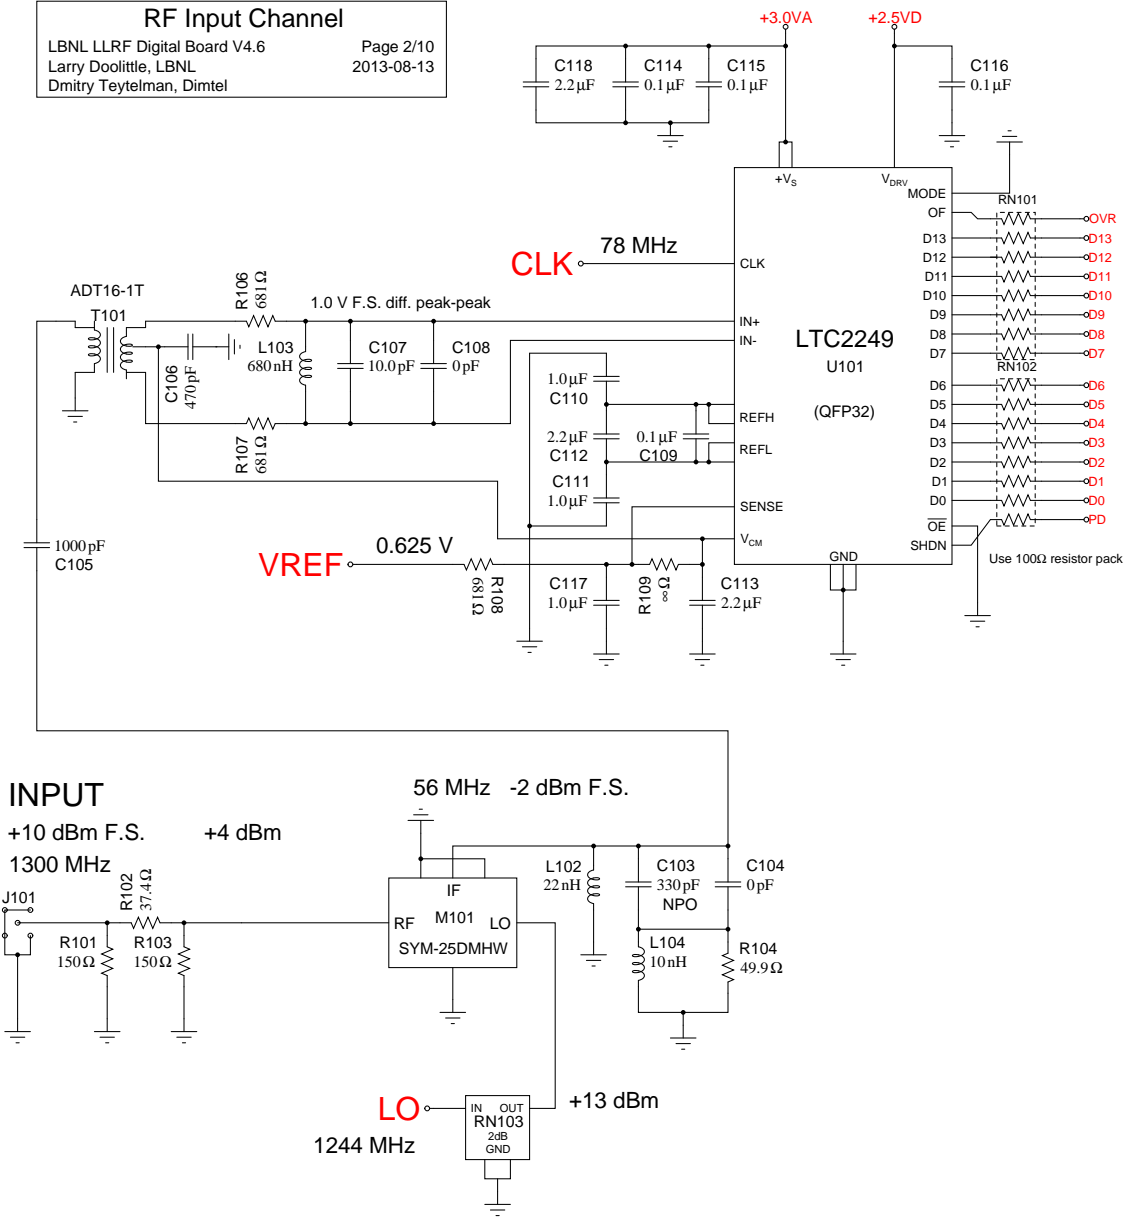 RF Input Channel
LBNL LLRF Digital Board V4.6 Page 2/10
Larry Doolittle, LBNL 2013-08-13
Dmitry Teytelman, Dimtel
+3.0VA
+2.5VD
C118
2.2μF
C114
0.1μF
C115
0.1μF
C116
0.1μF
+VS
VDRV
MODE
OF
D13
D12
D11
D10
D9
D8
D7
D6
D5
D4
D3
D2
D1
D0
OE
SHDN
RN101
RN102
OVR
D13
D12
D11
D10
D9
D8
D7
D6
D5
D4
D3
D2
D1
D0
PD
Use 100Ω resistor pack
CLK
78 MHz
CLK
IN+
IN-
LTC2249
U101
(QFP32)
REFH
REFL
SENSE
VCM
GND
ADT16-1T
T101
R106
681Ω
1.0 V F.S. diff. peak-peak
L103
680nH
C107
10.0pF
C108
0pF
C106
470pF
R107
681Ω
1.0μF
C110
2.2μF
C112
0.1μF
C109
C111
1.0μF
1000pF
C105
VREF
0.625 V
R108
681Ω
C117
1.0μF
R109
∞Ω
C113
2.2μF
INPUT
+10 dBm F.S. +4 dBm
1300 MHz
56 MHz -2 dBm F.S.
J101
R102
37.4Ω
R101
150Ω
R103
150Ω
IF
RF
M101
LO
SYM-25DMHW
L102
22nH
C103
330pF
NPO
C104
0pF
L104
10nH
R104
49.9Ω
LO
1244 MHz
IN OUT
RN103
2dB
GND
+13 dBm